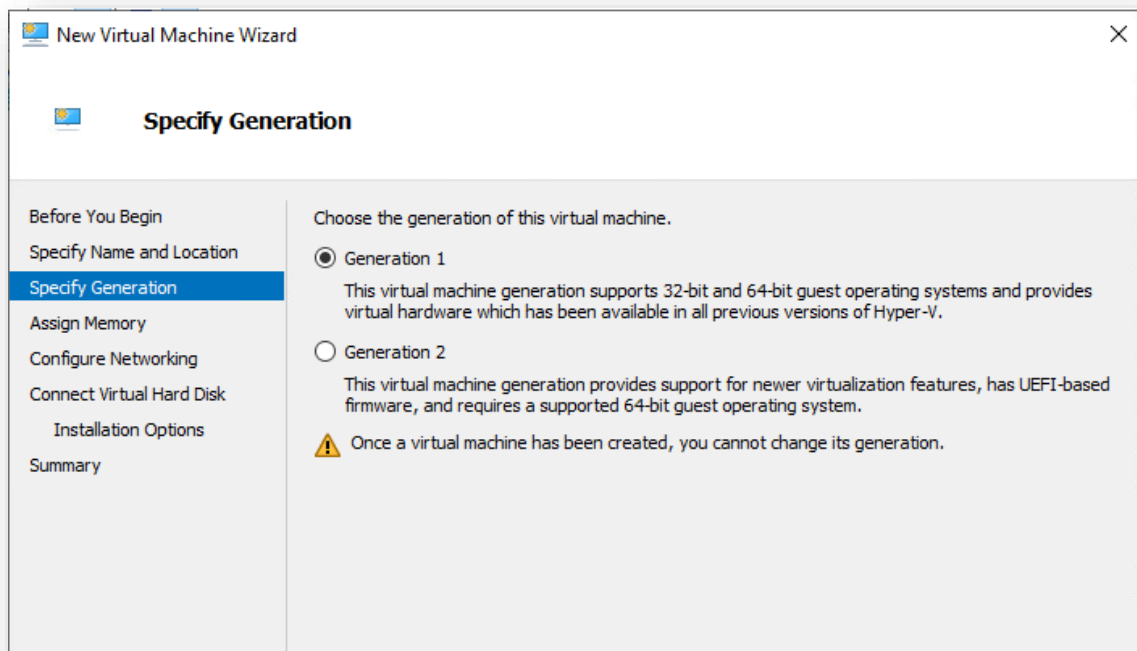 New Virtual Machine Wizard
Specify Generation
Before You Begin
Specify Name and Location
Specify Generation
Assign Memory
Configure Networking
Connect Virtual Hard Disk
Installation Options
Summary
Choose the generation of this virtual machine.
Generation 1
This virtual machine generation supports 32-bit and 64-bit guest operating systems and provides
virtual hardware which has been available in all previous versions of Hyper-V.
Generation 2
This virtual machine generation provides support for newer virtualization features, has UEFI-based
firmware, and requires a supported 64-bit guest operating system.
Once a virtual machine has been created, you cannot change its generation.